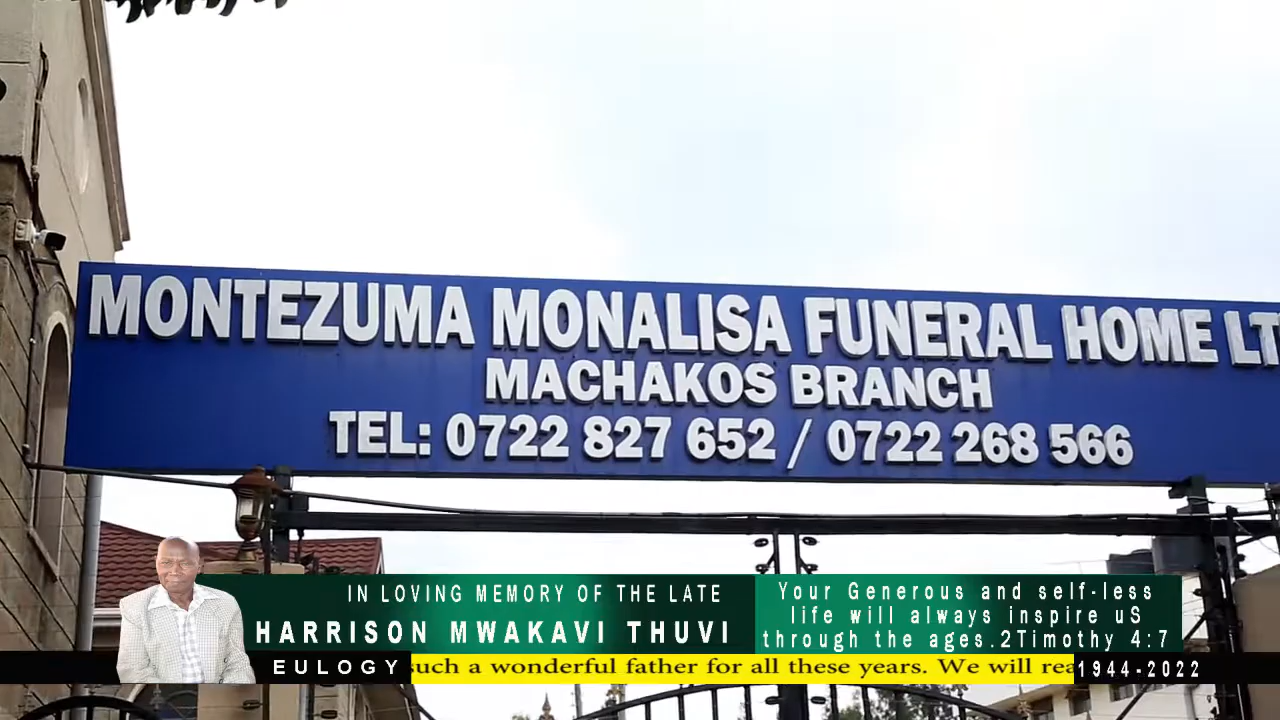 MONTEZUMA MONALISA FUNERAL HOME LT
MACHAKOS BRANCH
TEL: 0722 827 652 / 0722 268 566
IN LOVING MEMORY OF THE LATE
HARRISON MWAKAVI THUVI
Your Generous and self-less
life will always inspire uS
through the ages.2Timothy 4:7
EULOGY
such a wonderful father for all these years. We will rea
1944-2022